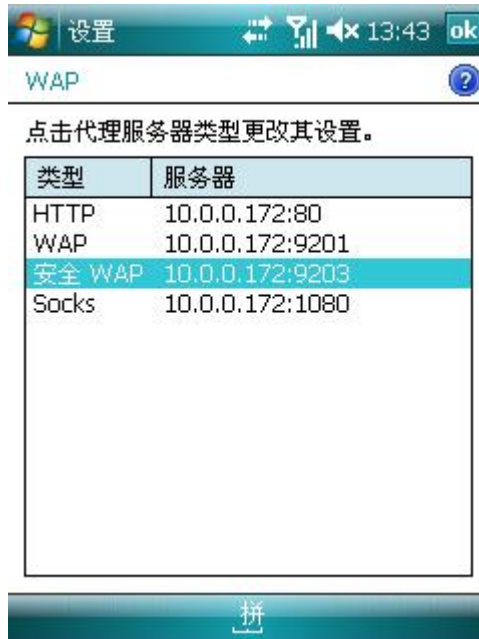 设置 13:43 ok
WAP ?
点击代理服务器类型更改其设置。
类型 服务器
HTTP 10.0.0.172:80
WAP 10.0.0.172:9201
安全 WAP 10.0.0.172:9203
Socks 10.0.0.172:1080
拼